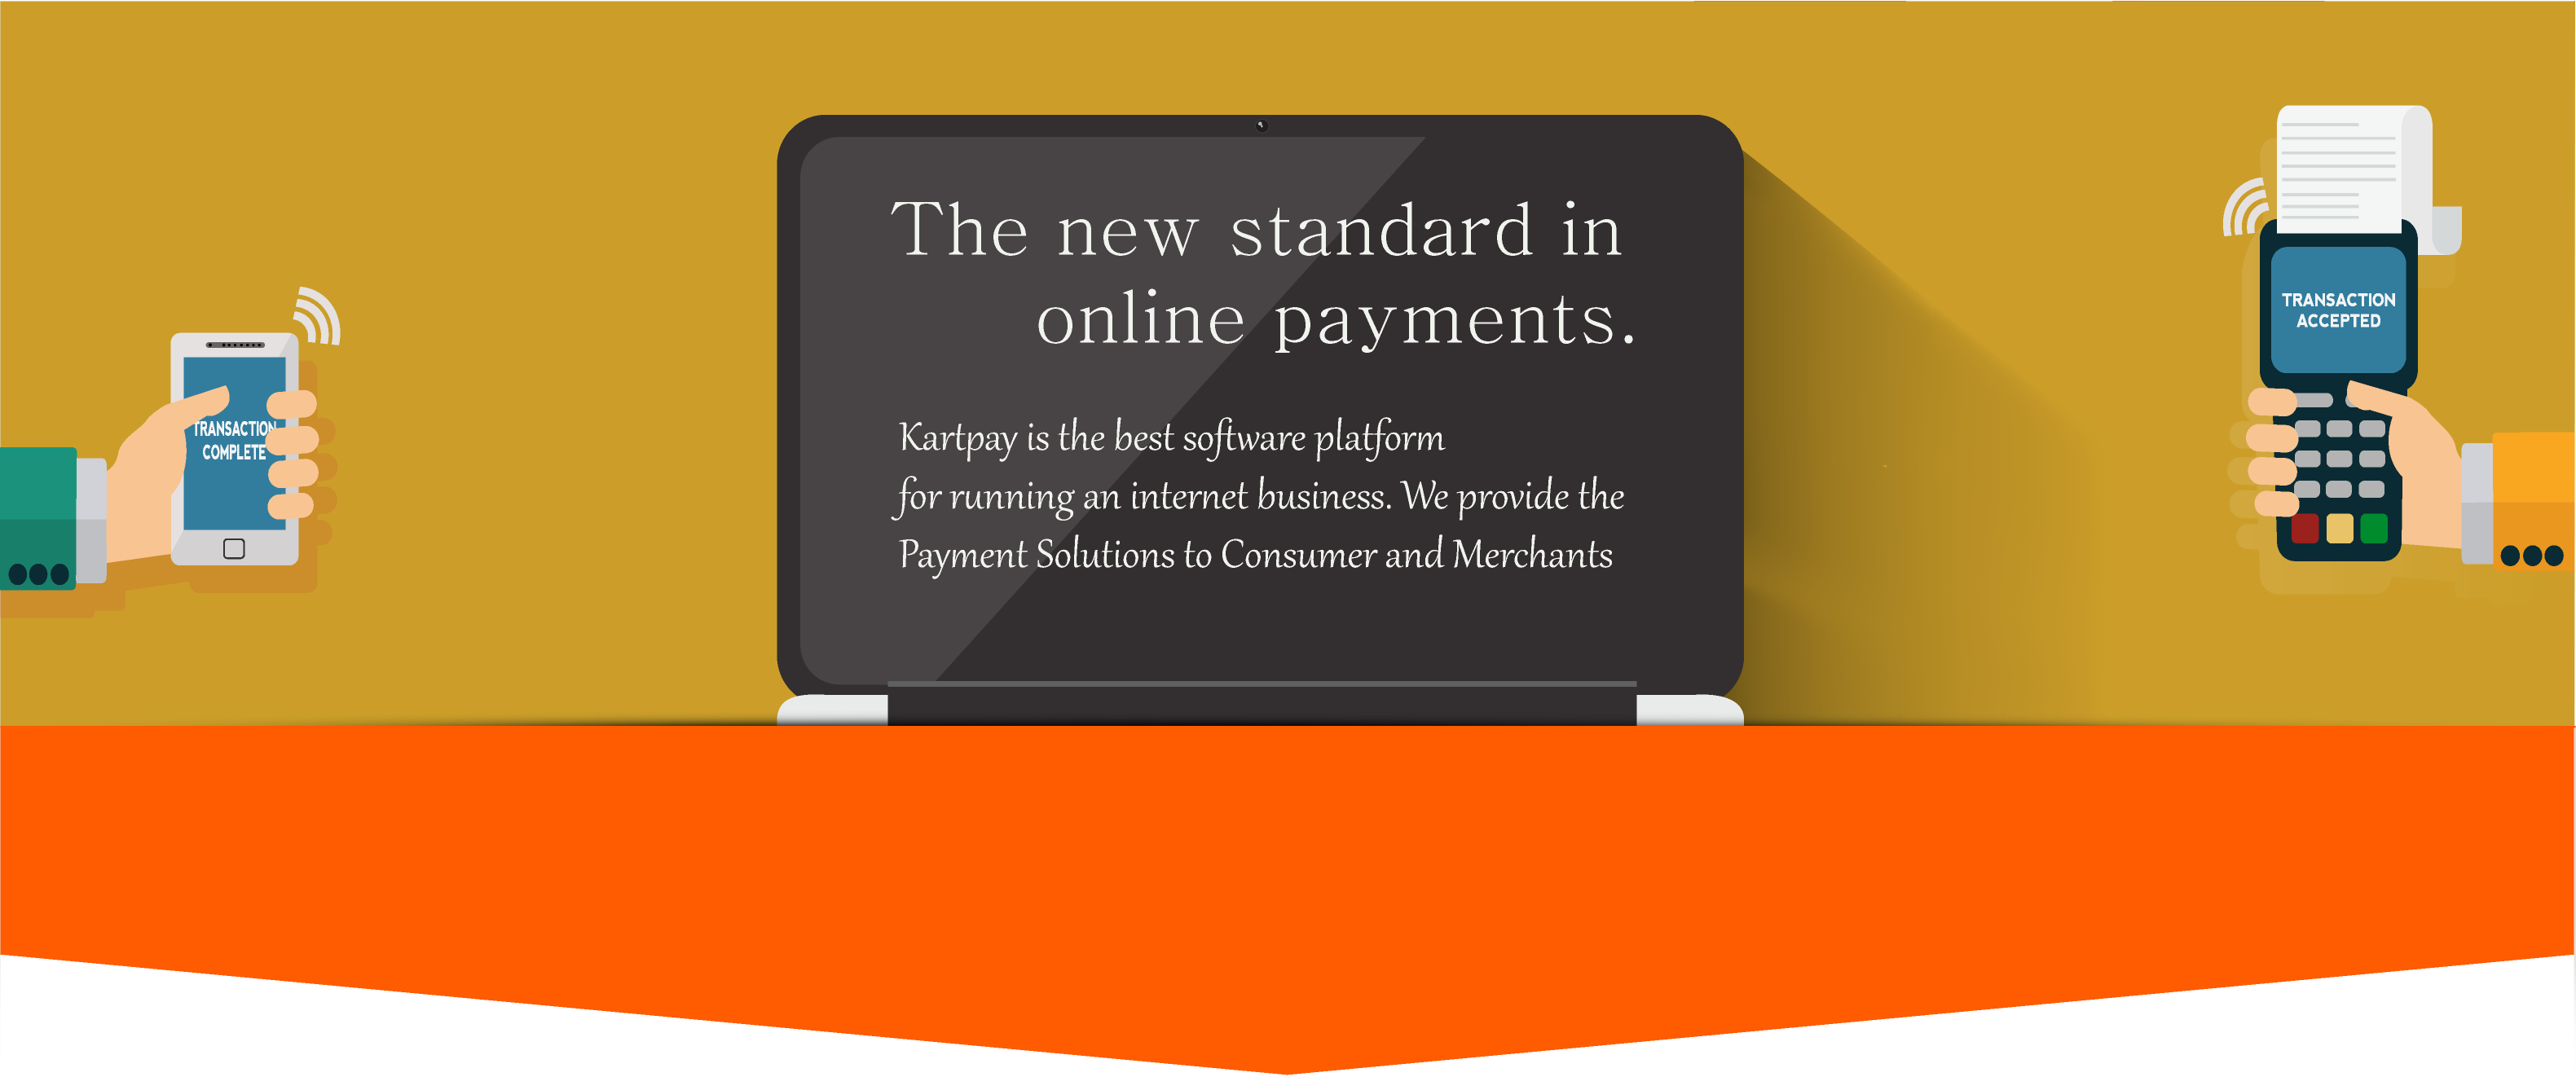 The new standard in
online payments.
Kartpay is the best software platform
for running an internet business. We provide the
Payment Solutions to Consumer and Merchants
TRANSACTION
COMPLETE
TRANSACTION
ACCEPTED